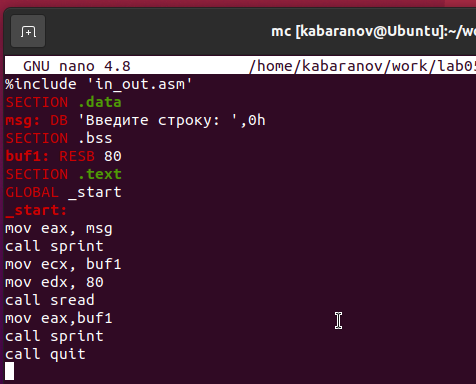 mc [kabaranov@Ubuntu]:~/wo
GNU nano 4.8 /home/kabaranov/work/lab05
%include 'in_out.asm'
SECTION .data
msg: DB 'Введите строку: ',0h
SECTION .bss
buf1: RESB 80
SECTION .text
GLOBAL _start
_start:
mov eax, msg
call sprint
mov ecx, buf1
mov edx, 80
call sread
mov eax,buf1
call sprint
call quit